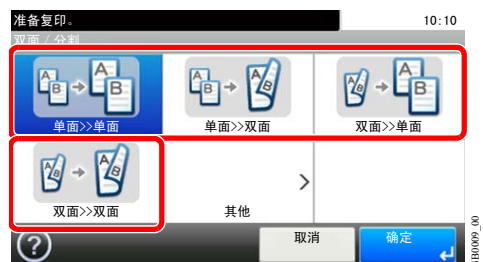 准备复印。 10:10
双面 / 分割
单面>>单面 单面>>双面 双面>>单面
双面>>双面 其他
取消 确定